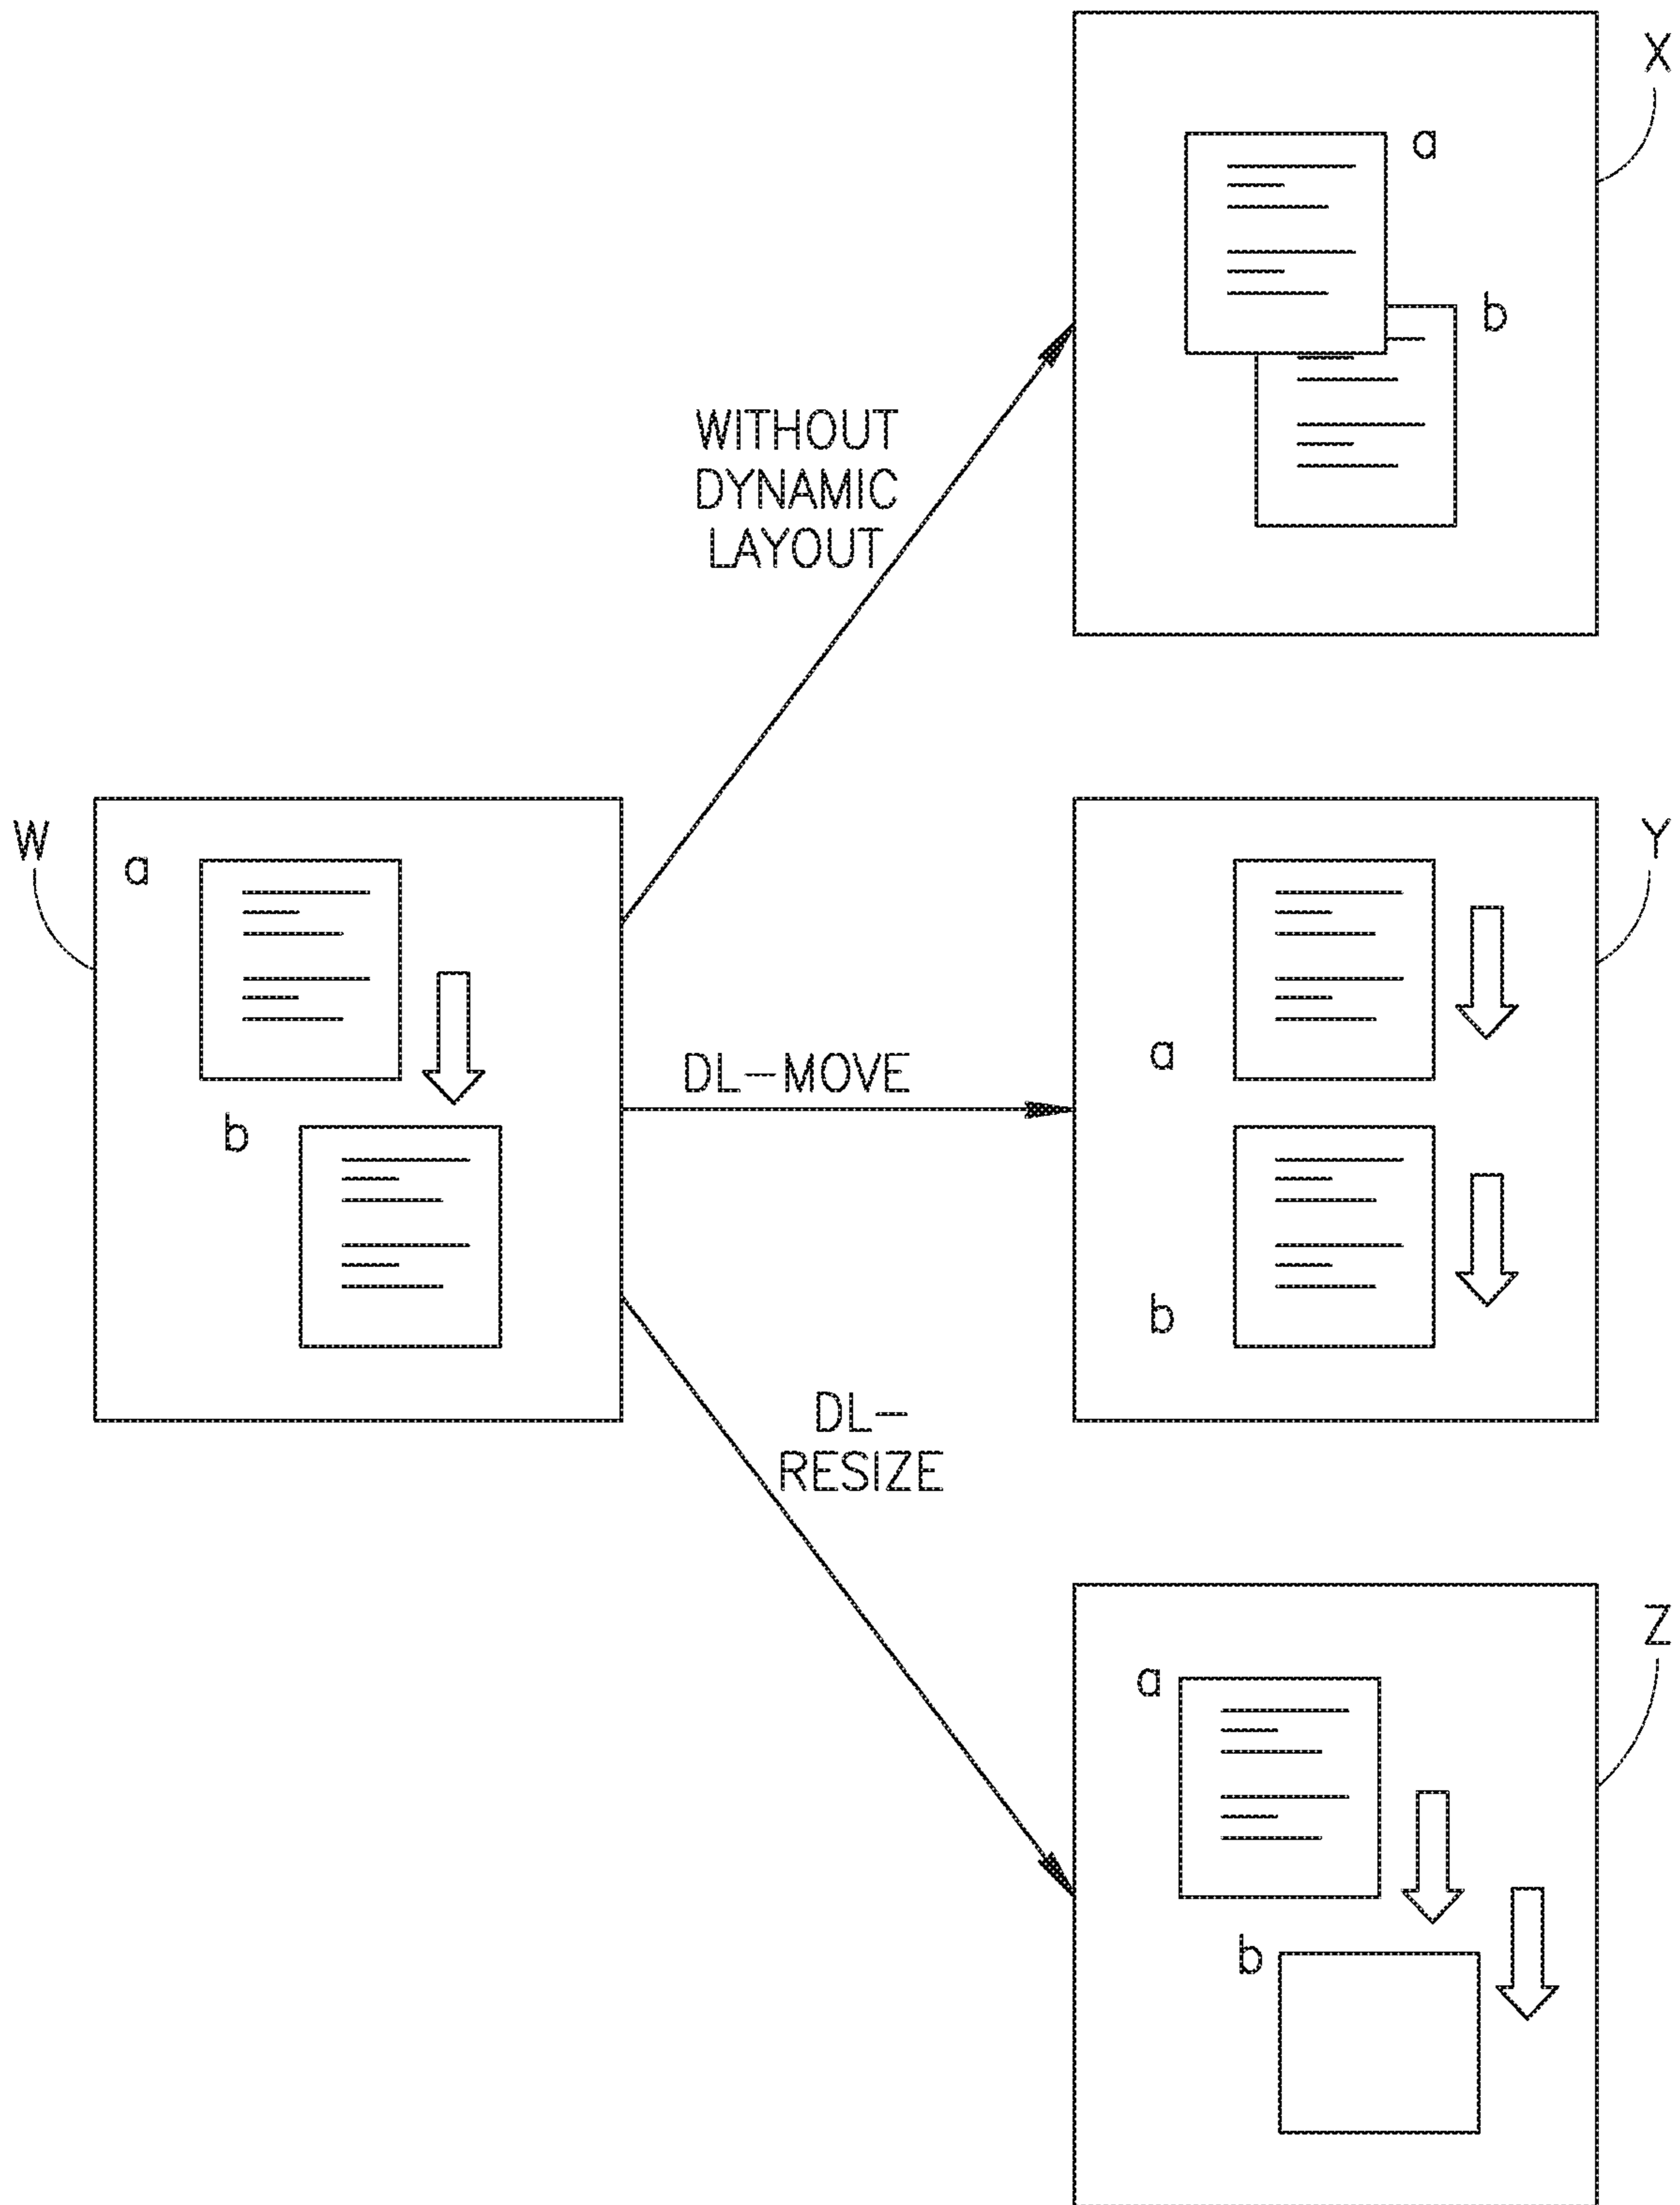 X
a
b
WITHOUT
DYNAMIC
LAYOUT
W
a
b
DL-MOVE
Y
a
b
DL-
RESIZE
Z
a
b